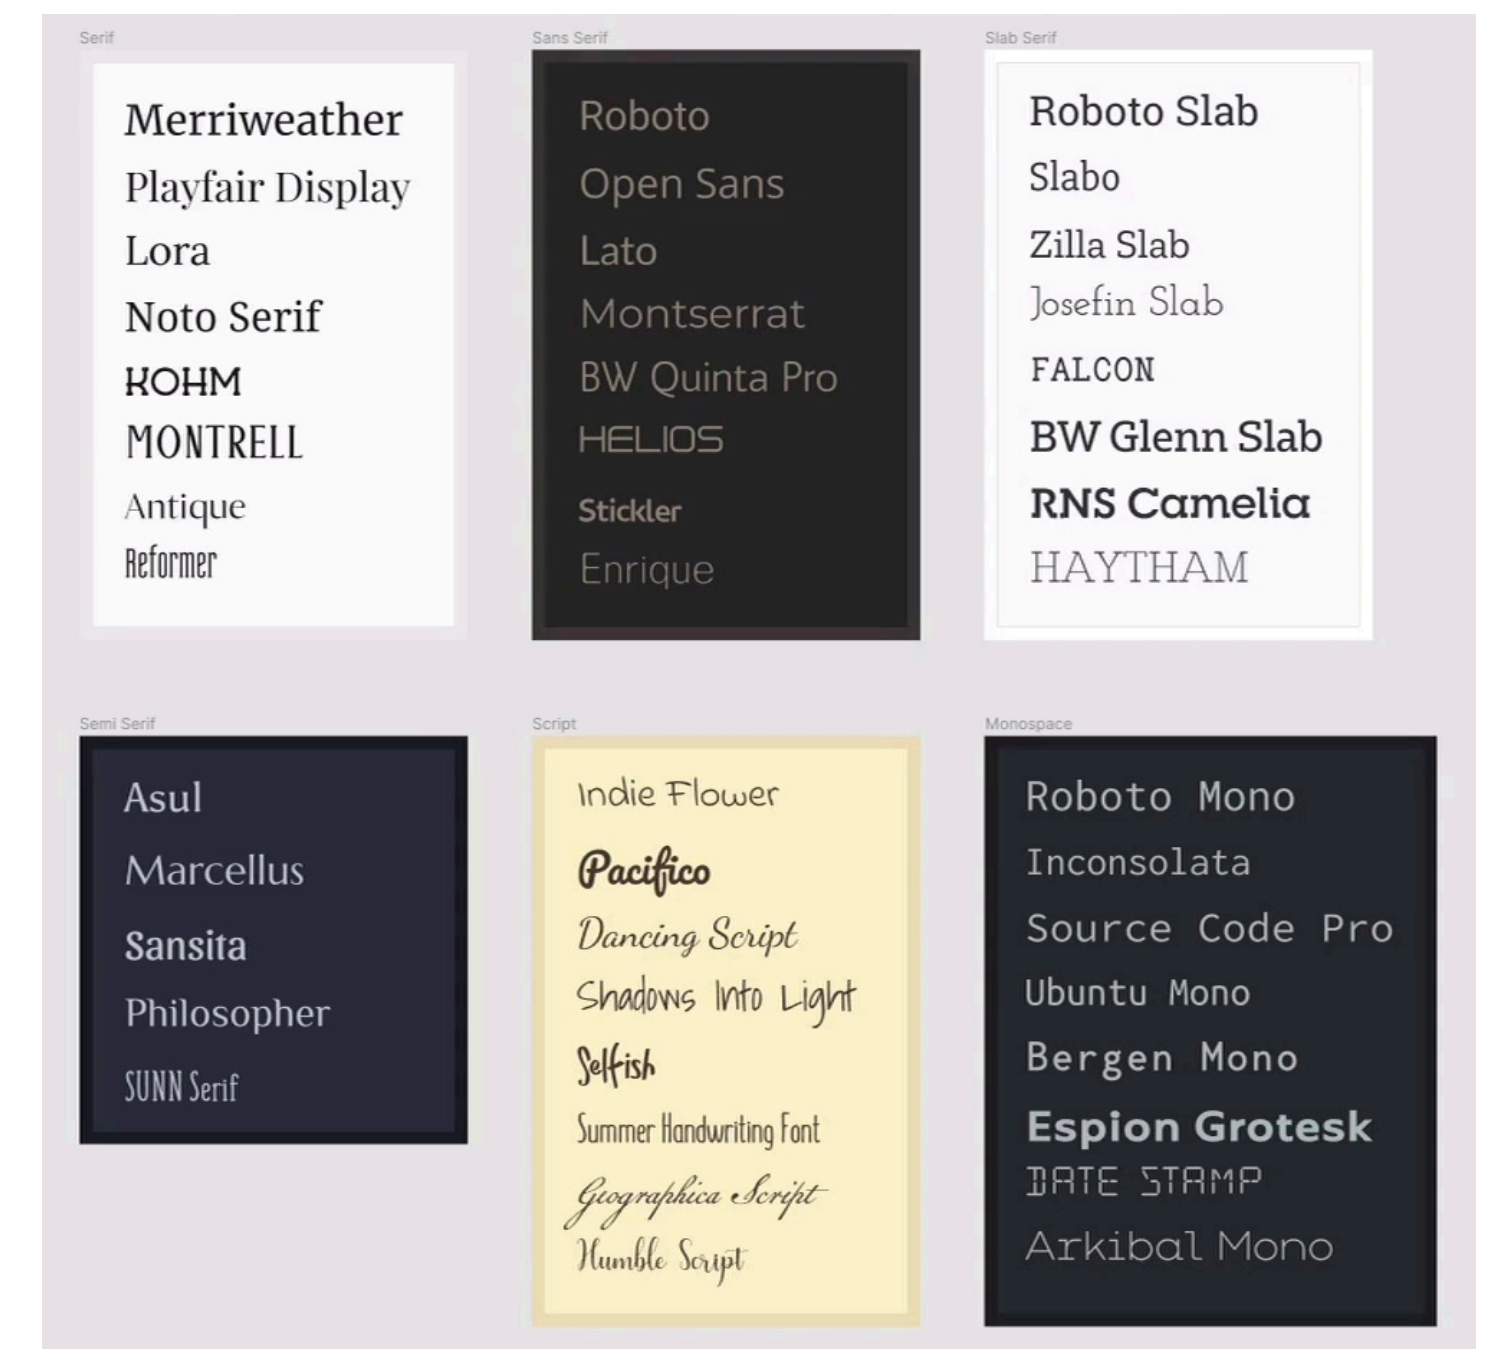 Serif
Merriweather
Playfair Display
Lora
Noto Serif
KOHM
MONTRELL
Antique
Reformer
Sans Serif
Roboto
Open Sans
Lato
Montserrat
BW Quinta Pro
HELIOS
Stickler
Enrique
Slab Serif
Roboto Slab
Slabo
Zilla Slab
Josefin Slab
FALCON
BW Glenn Slab
RNS Camelia
HAYTHAM
Semi Serif
Asul
Marcellus
Sansita
Philosopher
SUNN Serif
Script
Indie Flower
Pacifico
Dancing Script
Shadows Into Light
Selfish
Summer Handwriting Font
Geographica Script
Humble Script
Monospace
Roboto Mono
Inconsolata
Source Code Pro
Ubuntu Mono
Bergen Mono
Espion Grotesk
DATE STAMP
Arkibal Mono